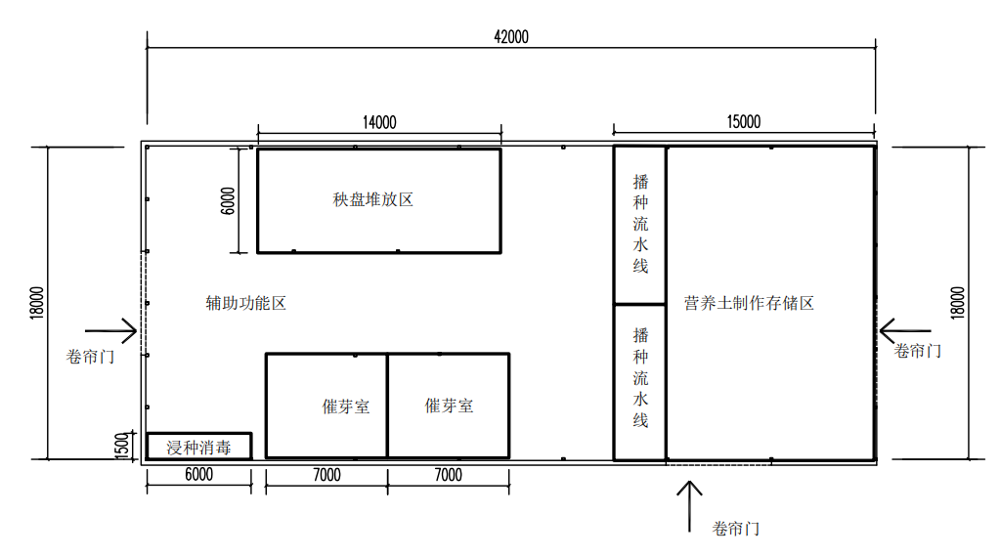 42000
14000
15000
6000
秧盘堆放区
播种流水线
18000
辅助功能区
营养土制作存储区
18000
卷帘门
卷帘门
播种流水线
催芽室
催芽室
1500
浸种消毒
6000
7000
7000
卷帘门